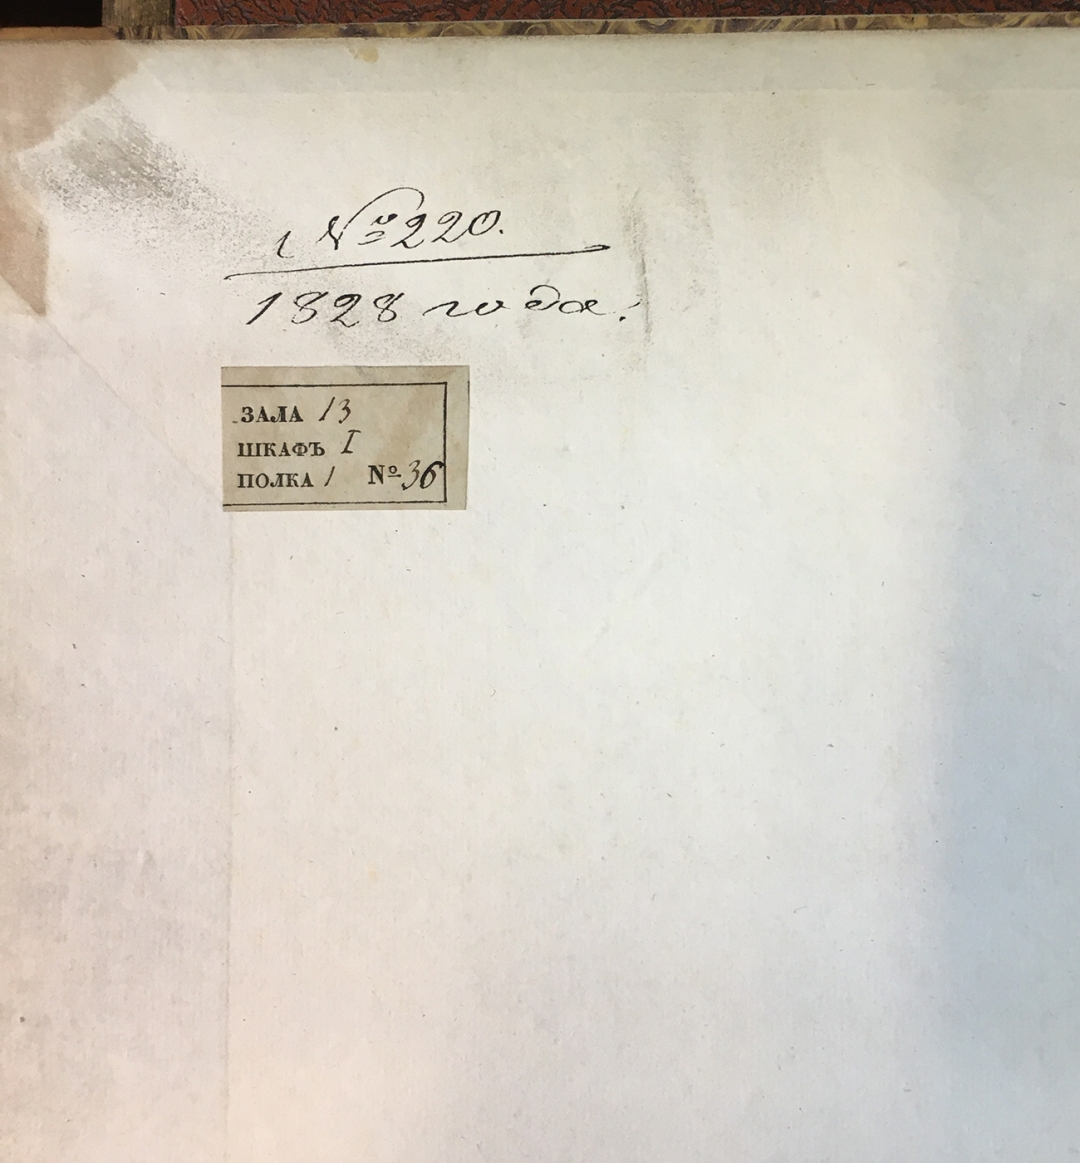 № 220.
1828 года.
ЗАЛА 13
ШКАФЪ I
ПОЛКА 1 № 36